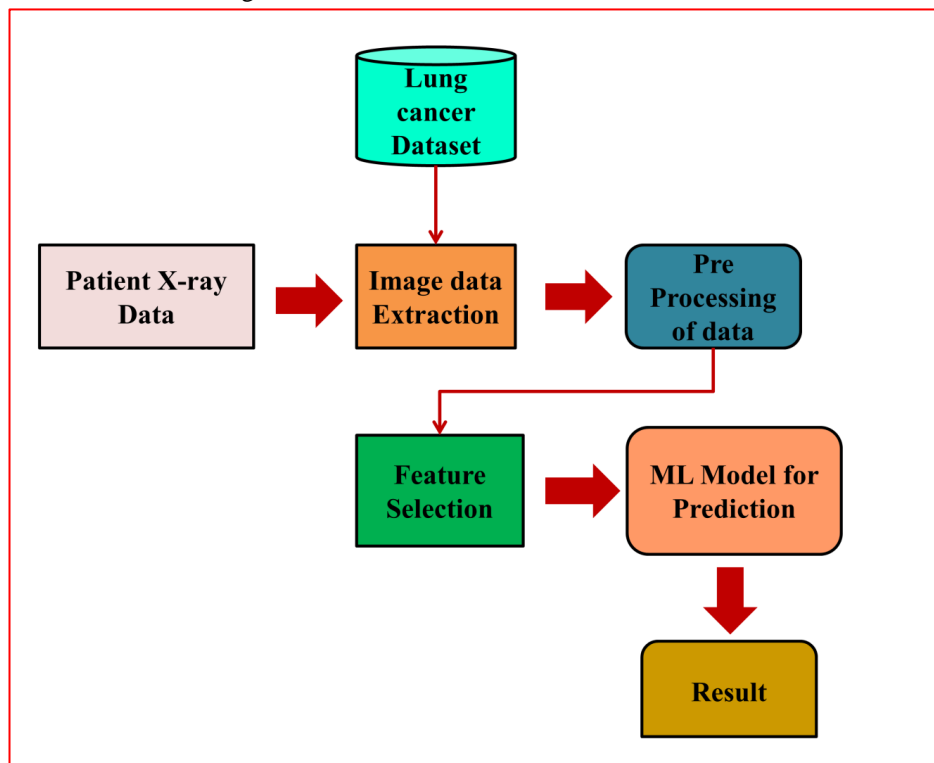 Lung
cancer
Dataset
Patient X-ray
Data
Image data
Extraction
Pre
Processing
of data
Feature
Selection
ML Model for
Prediction
Result